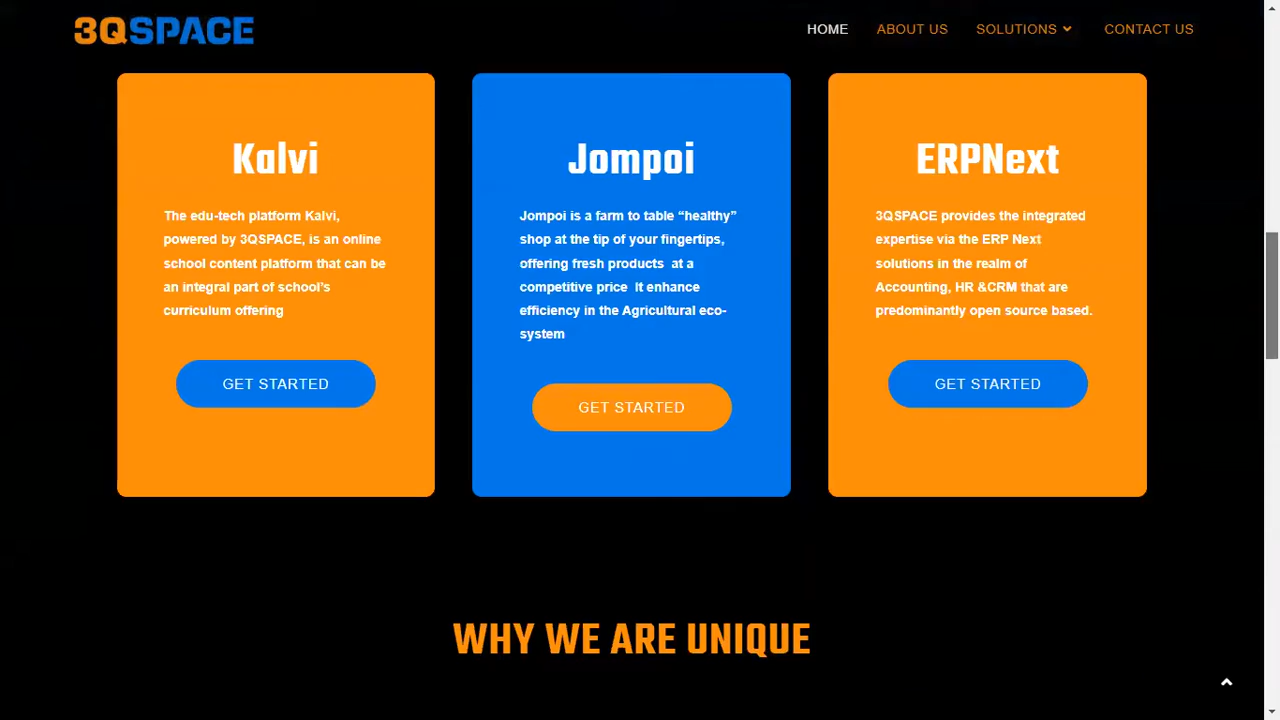 3QSPACE
HOME ABOUT US SOLUTIONS CONTACT US
Kalvi
The edu-tech platform Kalvi,
powered by 3QSPACE, is an online
school content platform that can be
an integral part of school's
curriculum offering
GET STARTED
Jompoi
Jompoi is a farm to table “healthy”
shop at the tip of your fingertips,
offering fresh products at a
competitive price It enhance
efficiency in the Agricultural eco-
system
GET STARTED
ERPNext
3QSPACE provides the integrated
expertise via the ERP Next
solutions in the realm of
Accounting, HR &CRM that are
predominantly open source based.
GET STARTED
WHY WE ARE UNIQUE